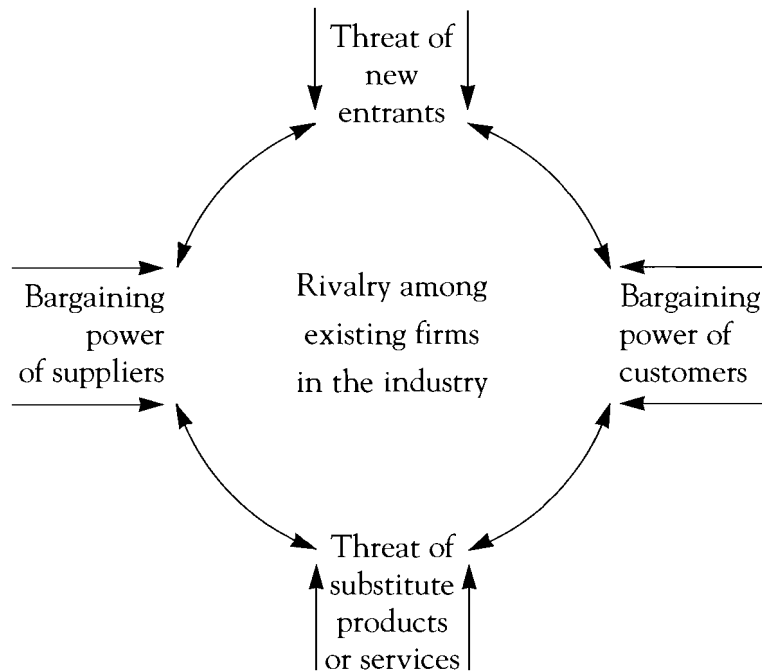 Threat of
new
entrants
Bargaining
power
of suppliers
Rivalry among
existing firms
in the industry
Bargaining
power of
customers
Threat of
substitute
products
or services